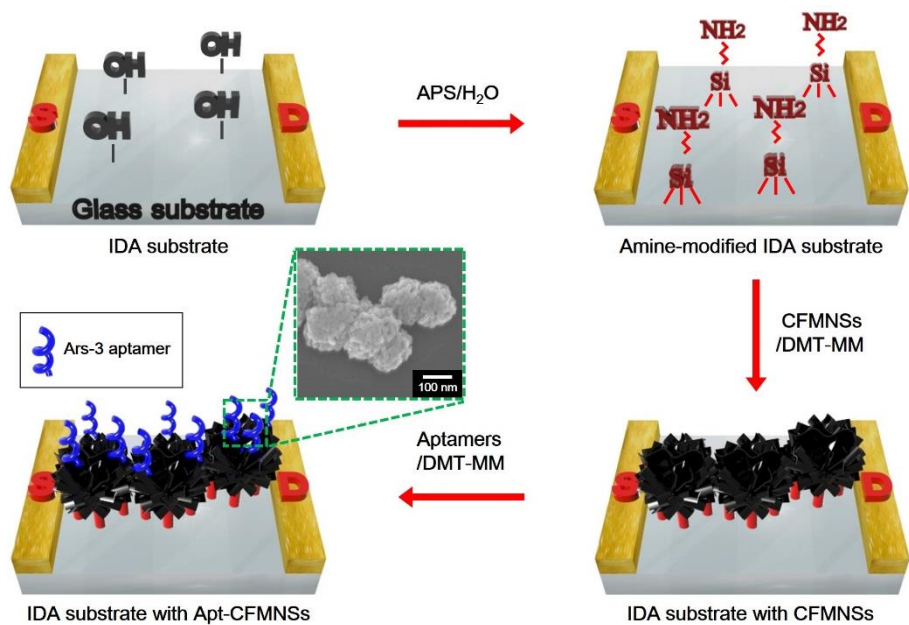 OH
OH
OH
OH
S
D
Glass substrate
IDA substrate
APS/H₂O
NH2
Si
NH2
Si
NH2
Si
NH2
Si
S
D
Amine-modified IDA substrate
CFMNSs
/DMT-MM
S
D
IDA substrate with CFMNSs
Aptamers
/DMT-MM
Ars-3 aptamer
100 nm
S
D
IDA substrate with Apt-CFMNSs